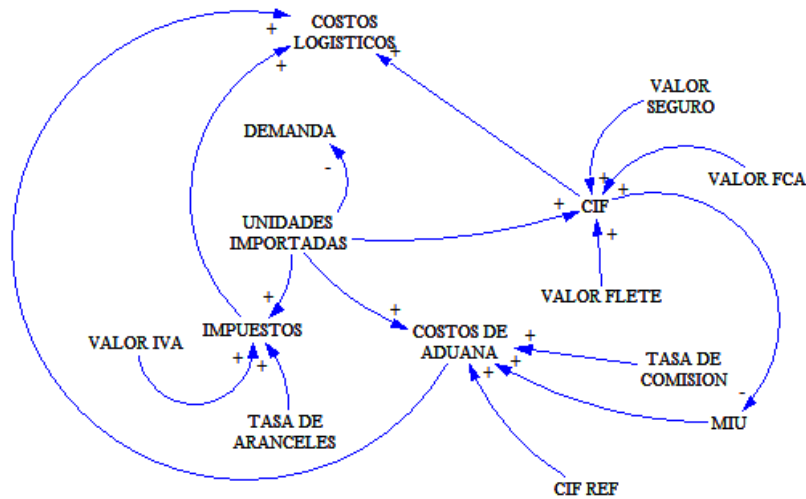 COSTOS
LOGISTICOS
+
+
+
VALOR
SEGURO
DEMANDA
-
VALOR FCA
+
+
+
CIF
+
UNIDADES
IMPORTADAS
+
VALOR FLETE
+
IMPUESTOS
+
COSTOS DE
ADUANA
+
+
+
VALOR IVA
+
+
TASA DE
COMISION
-
MIU
TASA DE
ARANCELES
CIF REF